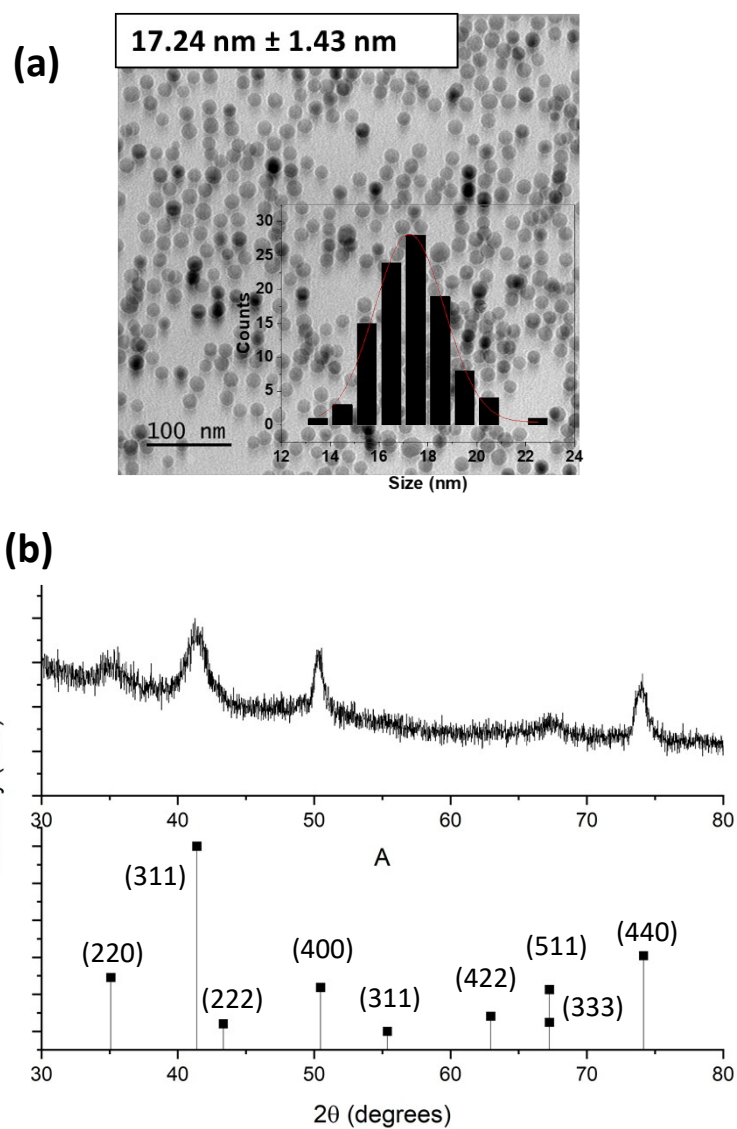 17.24 nm ± 1.43 nm
(a)
30
25
20
15
10
5
0
Counts
100 nm
12 14 16 18 20 22 24
Size (nm)
(b)
30 40 50 60 70 80
A
(311)
(220)
(222)
(400)
(311)
(422)
(511)
(333)
(440)
30 40 50 60 70 80
2θ (degrees)